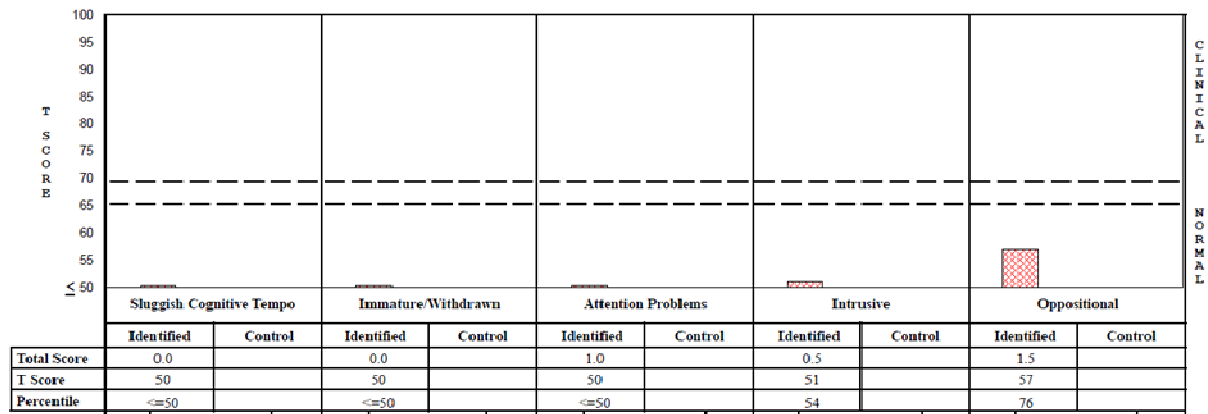 100
95
90
85
80
75
70
65
60
55
≤ 50
T SCORE
CLINICAL
NORMAL
Sluggish Cognitive Tempo Immature/Withdrawn Attention Problems Intrusive Oppositional
Identified Control Identified Control Identified Control Identified Control Identified Control
Total Score 0.0 0.0 1.0 0.5 1.5
T Score 50 50 50 51 57
Percentile <=50 <=50 <=50 54 76